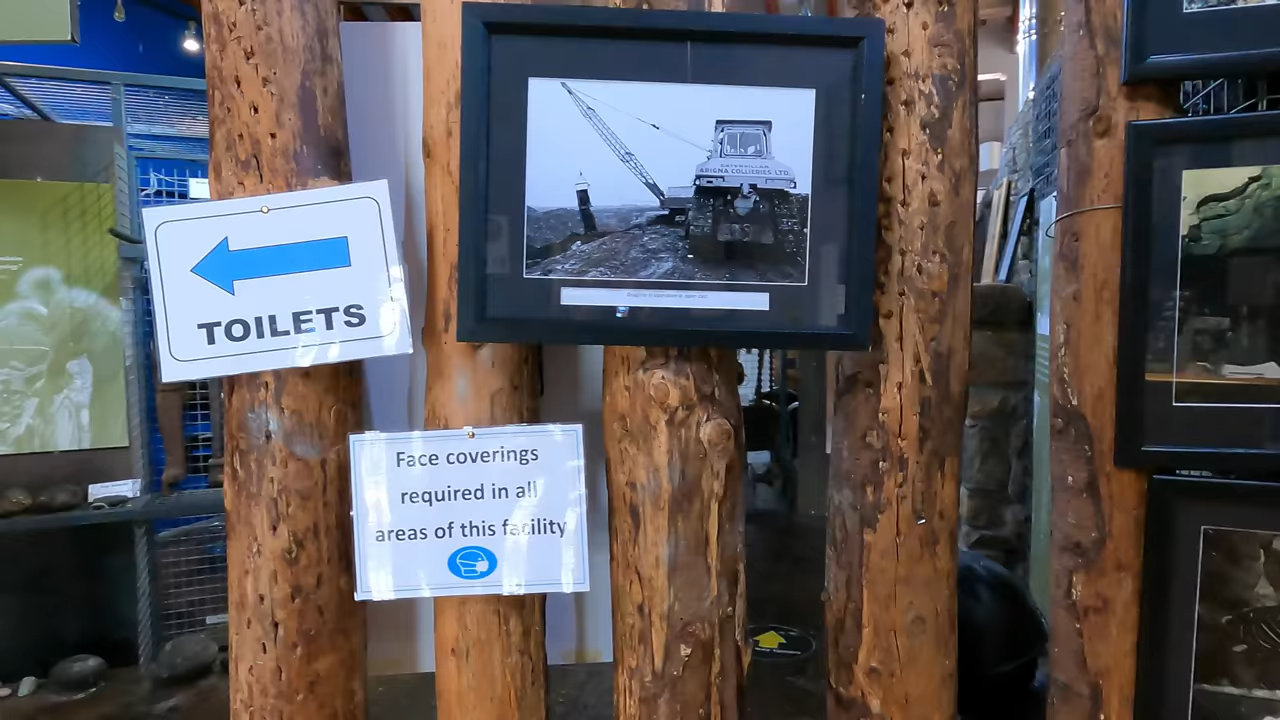 TOILETS
CATERPILLAR
ARIGNA COLLIERIES LTD.
Face coverings
required in all
areas of this facility